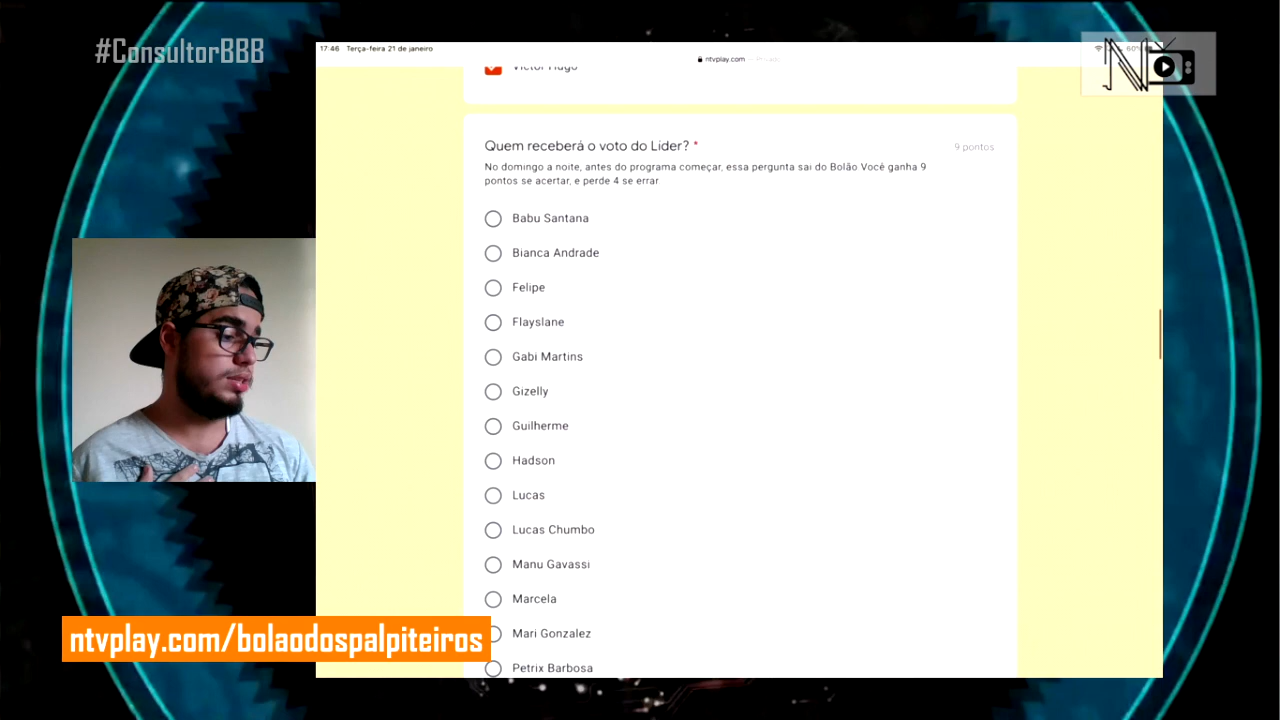 #ConsultorBBB
17:46 Terça-feira 21 de janeiro
ntvplay.com
60%
N
Victor Hugo
Quem receberá o voto do Líder? *
9 pontos
No domingo a noite, antes do programa começar, essa pergunta sai do Bolão Você ganha 9
pontos se acertar, e perde 4 se errar
Babu Santana
Bianca Andrade
Felipe
Flayslane
Gabi Martins
Gizelly
Guilherme
Hadson
Lucas
Lucas Chumbo
Manu Gavassi
Marcela
Mari Gonzalez
Petrix Barbosa
ntvplay.com/bolaodospalpiteiros